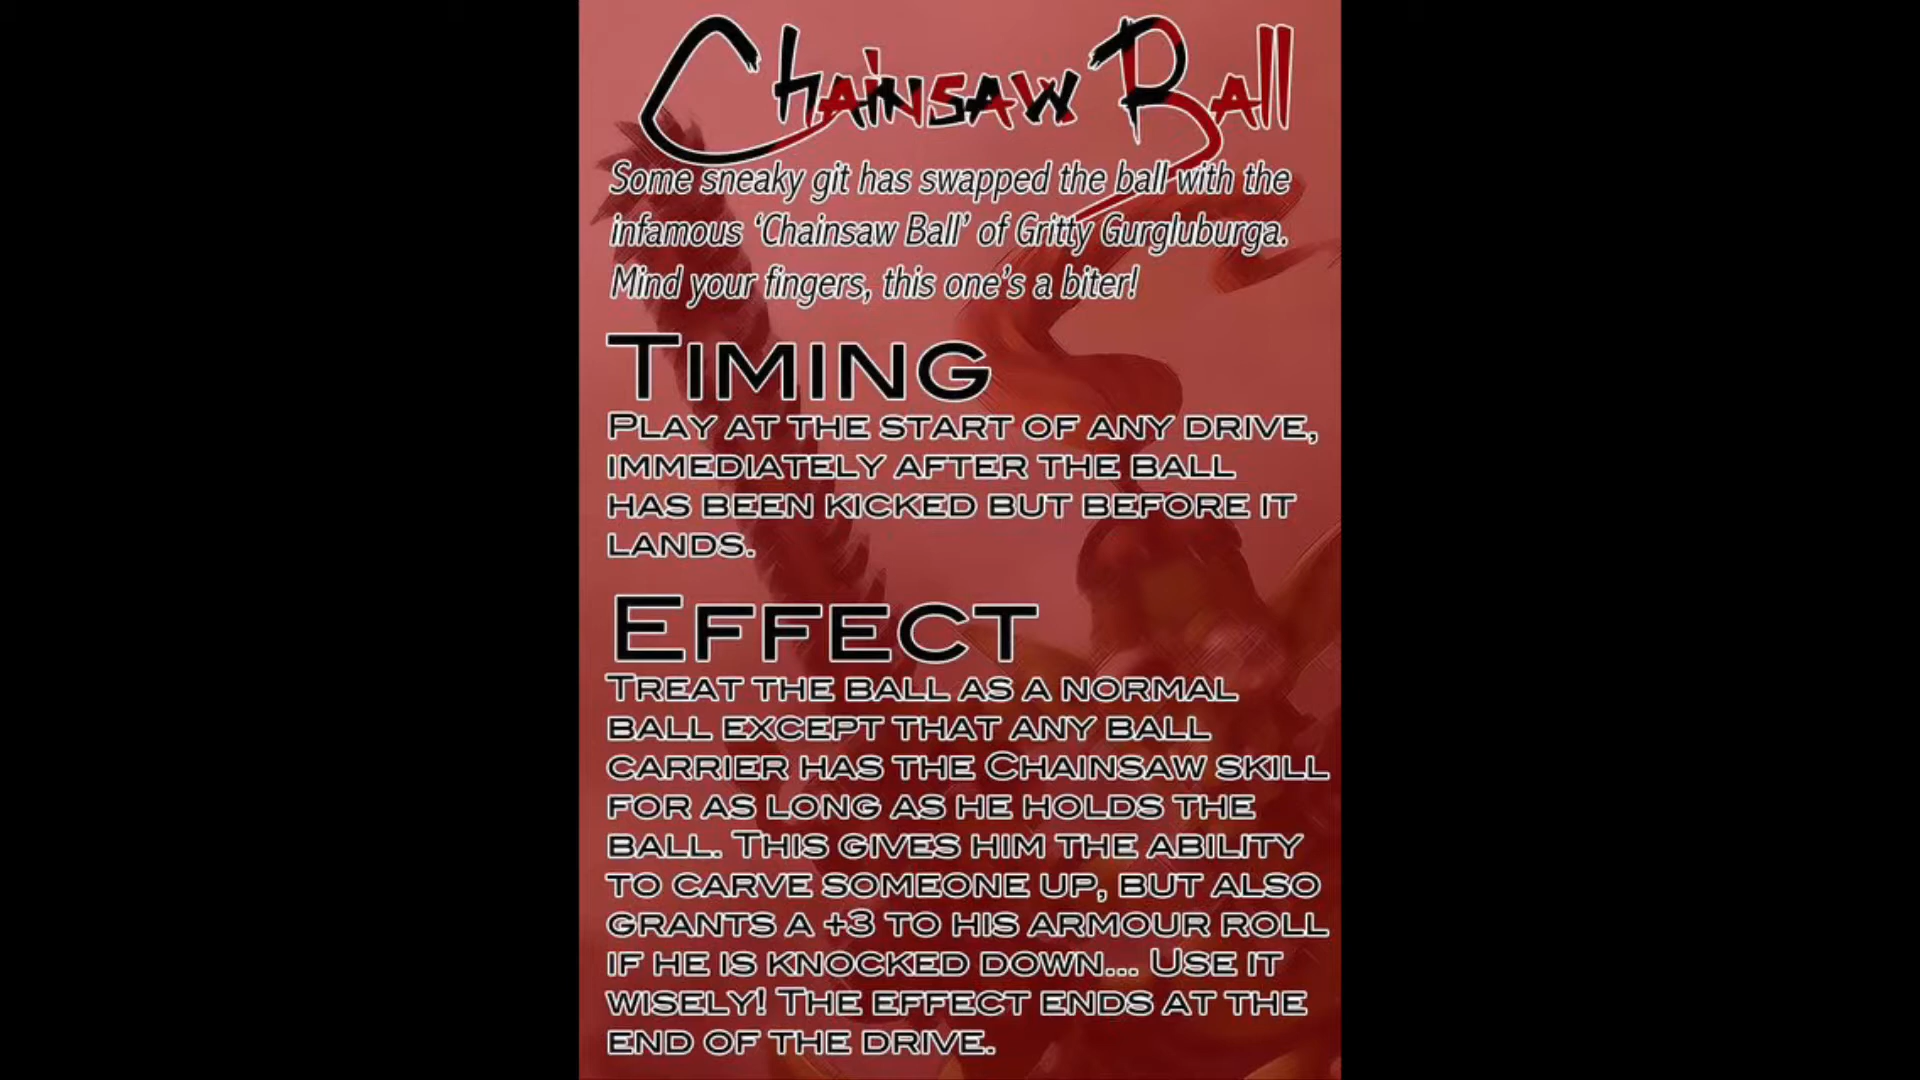 Chainsaw Ball
Some sneaky git has swapped the ball with the
infamous ‘Chainsaw Ball’ of Gritty Gurgluburga.
Mind your fingers, this one’s a biter!
Timing
Play at the start of any drive,
immediately after the ball
has been kicked but before it
lands.
Effect
Treat the ball as a normal
ball except that any ball
carrier has the Chainsaw skill
for as long as he holds the
ball. This gives him the ability
to carve someone up, but also
grants a +3 to his armour roll
if he is knocked down.... Use it
wisely! The effect ends at the
end of the drive.